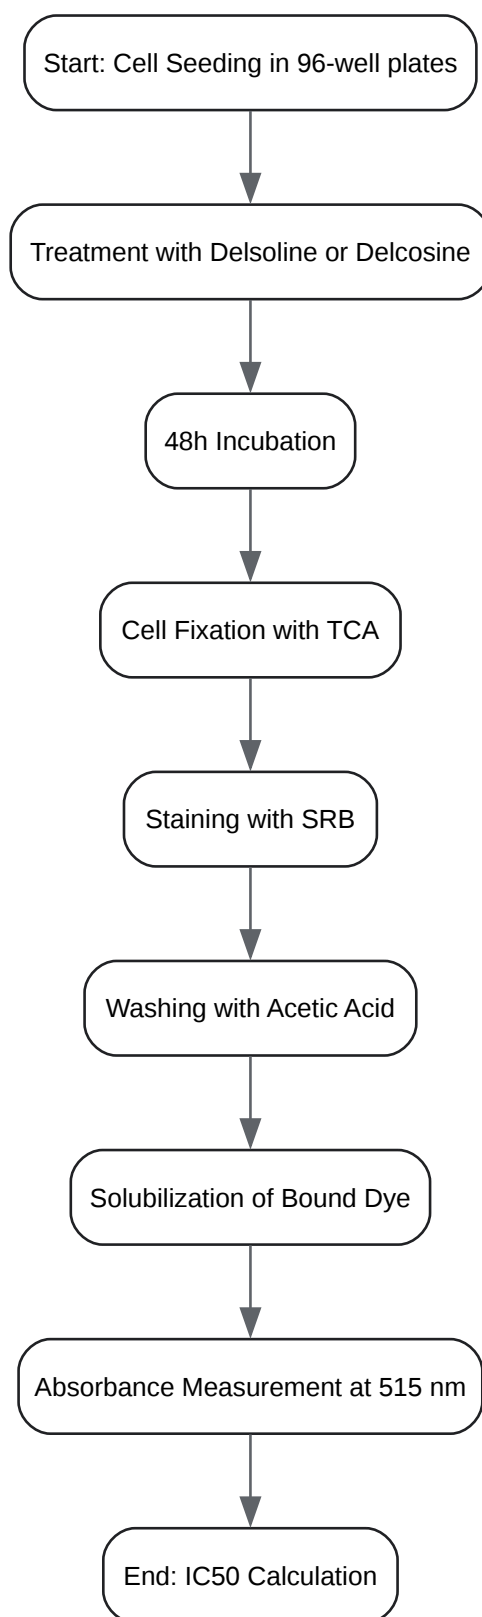 Start: Cell Seeding in 96-well plates
Treatment with Delsoline or Delcosine
48h Incubation
Cell Fixation with TCA
Staining with SRB
Washing with Acetic Acid
Solubilization of Bound Dye
Absorbance Measurement at 515 nm
End: IC50 Calculation